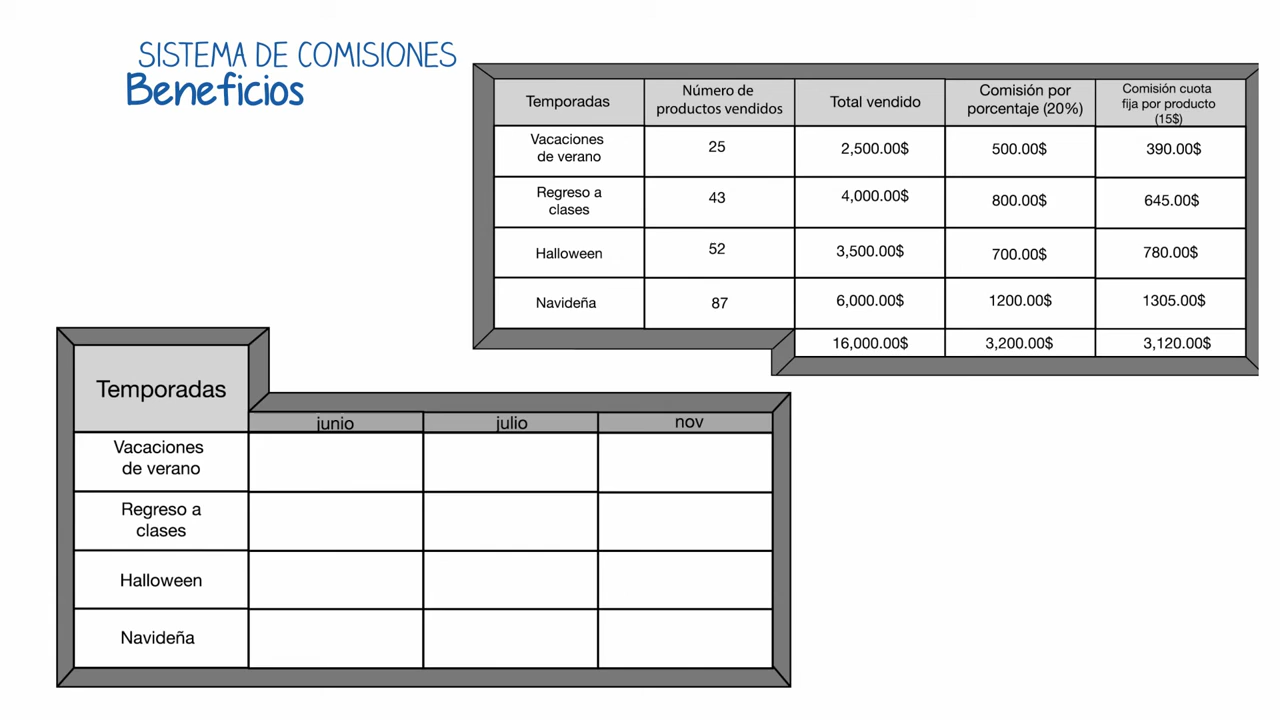 SISTEMA DE COMISIONES
Beneficios
Temporadas
Número de
productos vendidos
Total vendido
Comisión por
porcentaje (20%)
Comisión cuota
fija por producto
(15$)
Vacaciones
de verano
25
2,500.00$
500.00$
390.00$
Regreso a
clases
43
4,000.00$
800.00$
645.00$
Halloween
52
3,500.00$
700.00$
780.00$
Navideña
87
6,000.00$
1200.00$
1305.00$
16,000.00$
3,200.00$
3,120.00$
Temporadas
junio
julio
nov
Vacaciones
de verano
Regreso a
clases
Halloween
Navideña